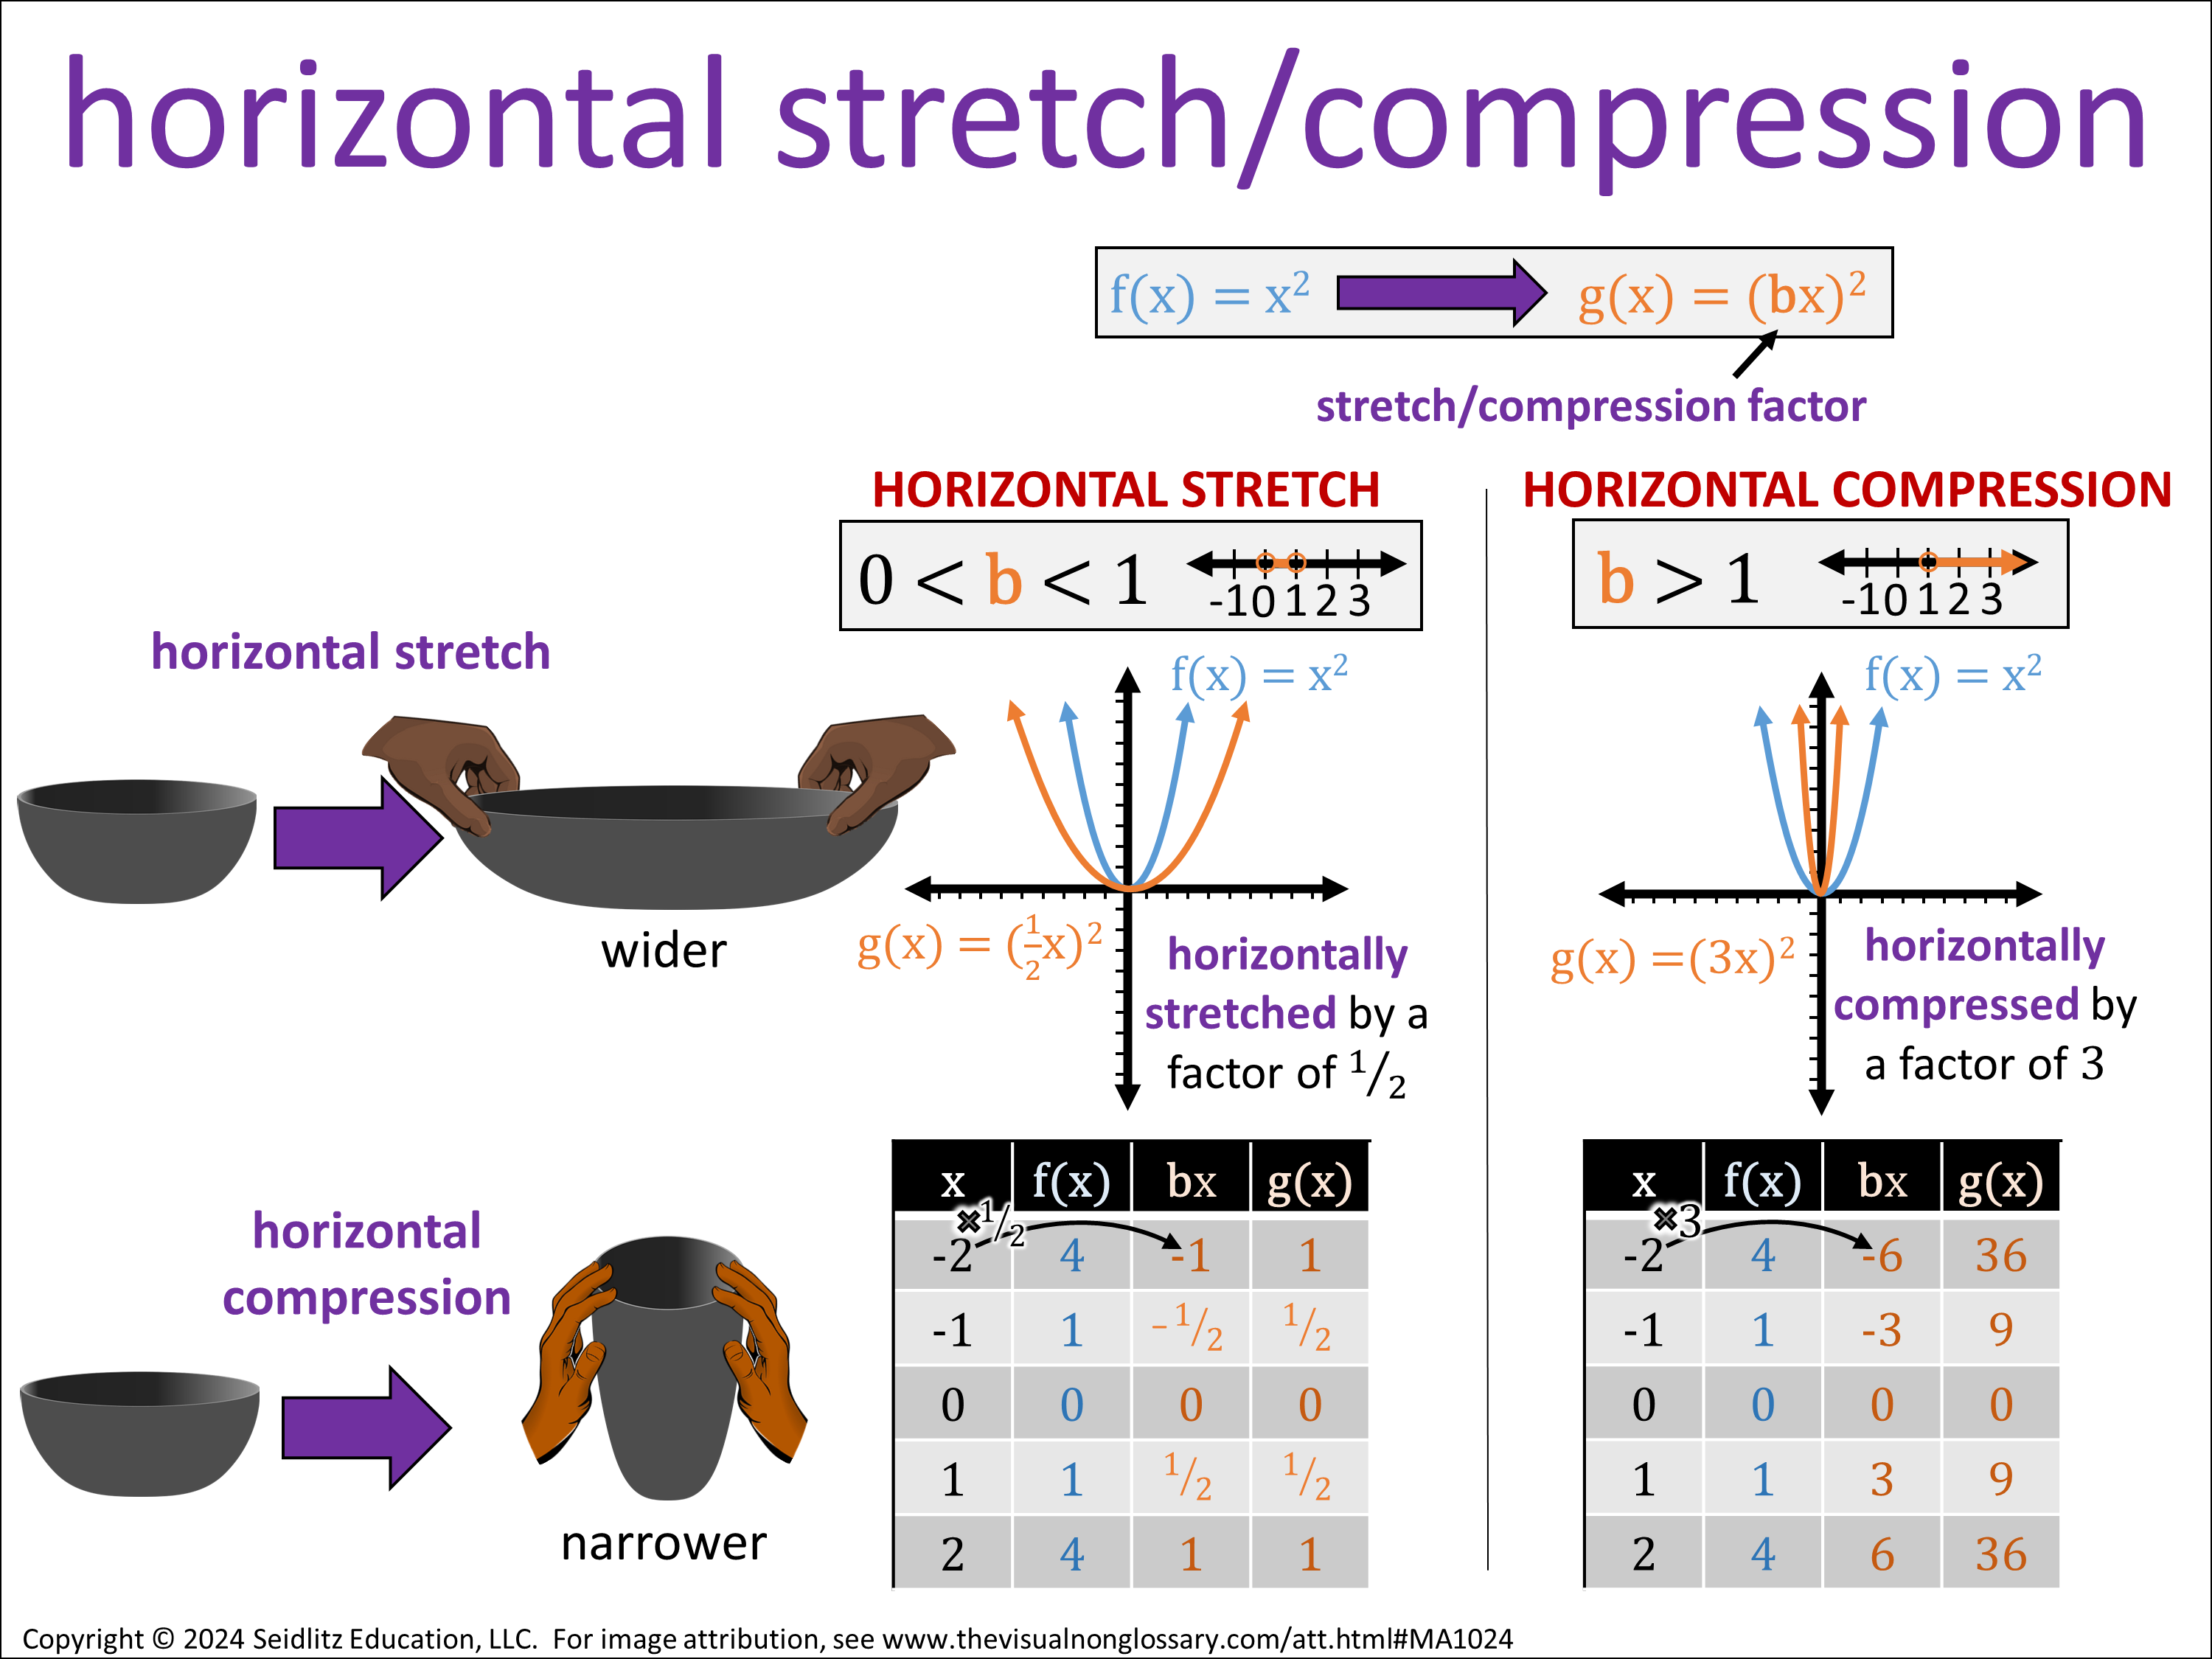 horizontal stretch/compression
f(x) = x² g(x) = (bx)²
stretch/compression factor
HORIZONTAL STRETCH
0 < b < 1
-1 0 1 2 3
HORIZONTAL COMPRESSION
b > 1
-1 0 1 2 3
horizontal stretch
wider
f(x) = x²
g(x) = (½x)²
horizontally
stretched by a
factor of ½
f(x) = x²
g(x) =(3x)²
horizontally
compressed by
a factor of 3
horizontal
compression
narrower
x f(x) bx g(x)
×½
-2 4 -1 1
-1 1 -½ ½
0 0 0 0
1 1 ½ ½
2 4 1 1
x f(x) bx g(x)
×3
-2 4 -6 36
-1 1 -3 9
0 0 0 0
1 1 3 9
2 4 6 36
Copyright © 2024 Seidlitz Education, LLC. For image attribution, see www.thevisualnonglossary.com/att.html#MA1024